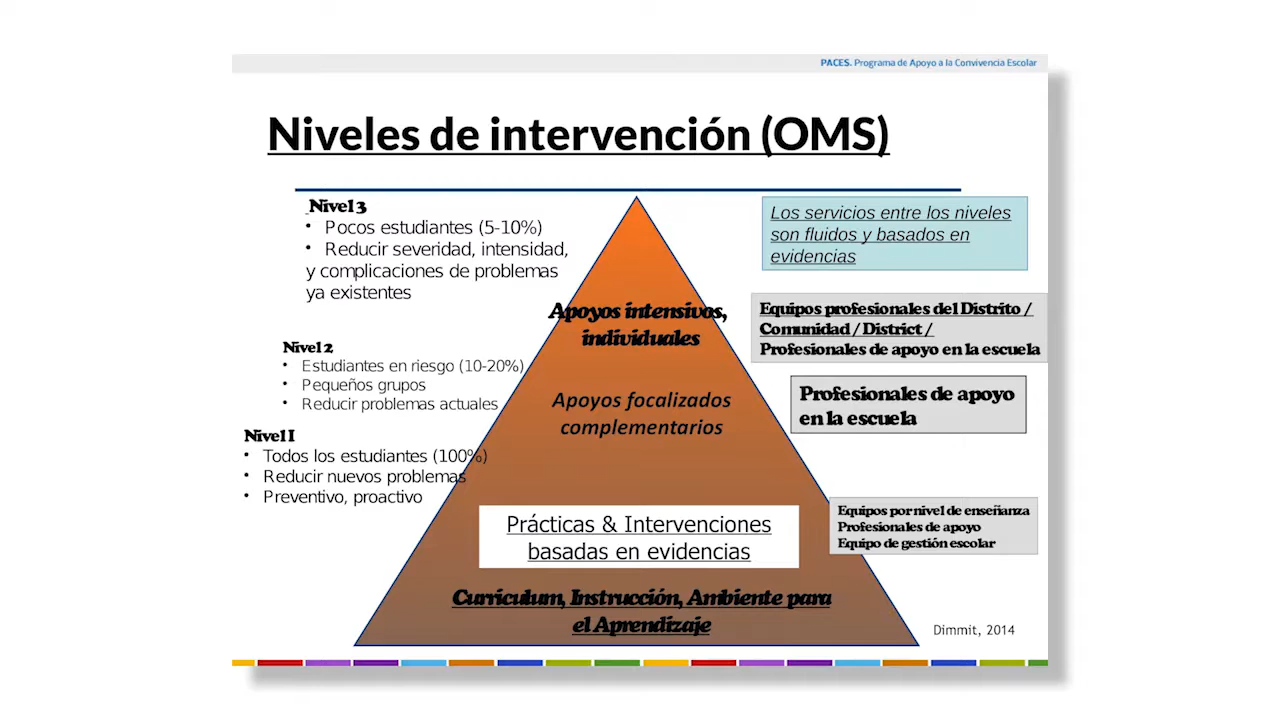 PACES. Programa de Apoyo a la Convivencia Escolar
Niveles de intervención (OMS)
Nivel 3
• Pocos estudiantes (5-10%)
• Reducir severidad, intensidad,
y complicaciones de problemas
ya existentes
Los servicios entre los niveles
son fluidos y basados en
evidencias
Apoyos intensivos,
individuales
Equipos profesionales del Distrito /
Comunidad / District /
Profesionales de apoyo en la escuela
Nivel 2
• Estudiantes en riesgo (10-20%)
• Pequeños grupos
• Reducir problemas actuales
Apoyos focalizados
complementarios
Profesionales de apoyo
en la escuela
Nivel I
• Todos los estudiantes (100%)
• Reducir nuevos problemas
• Preventivo, proactivo
Prácticas & Intervenciones
basadas en evidencias
Equipos por nivel de enseñanza
Profesionales de apoyo
Equipo de gestión escolar
Curriculum, Instrucción, Ambiente para
el Aprendizaje
Dimmit, 2014